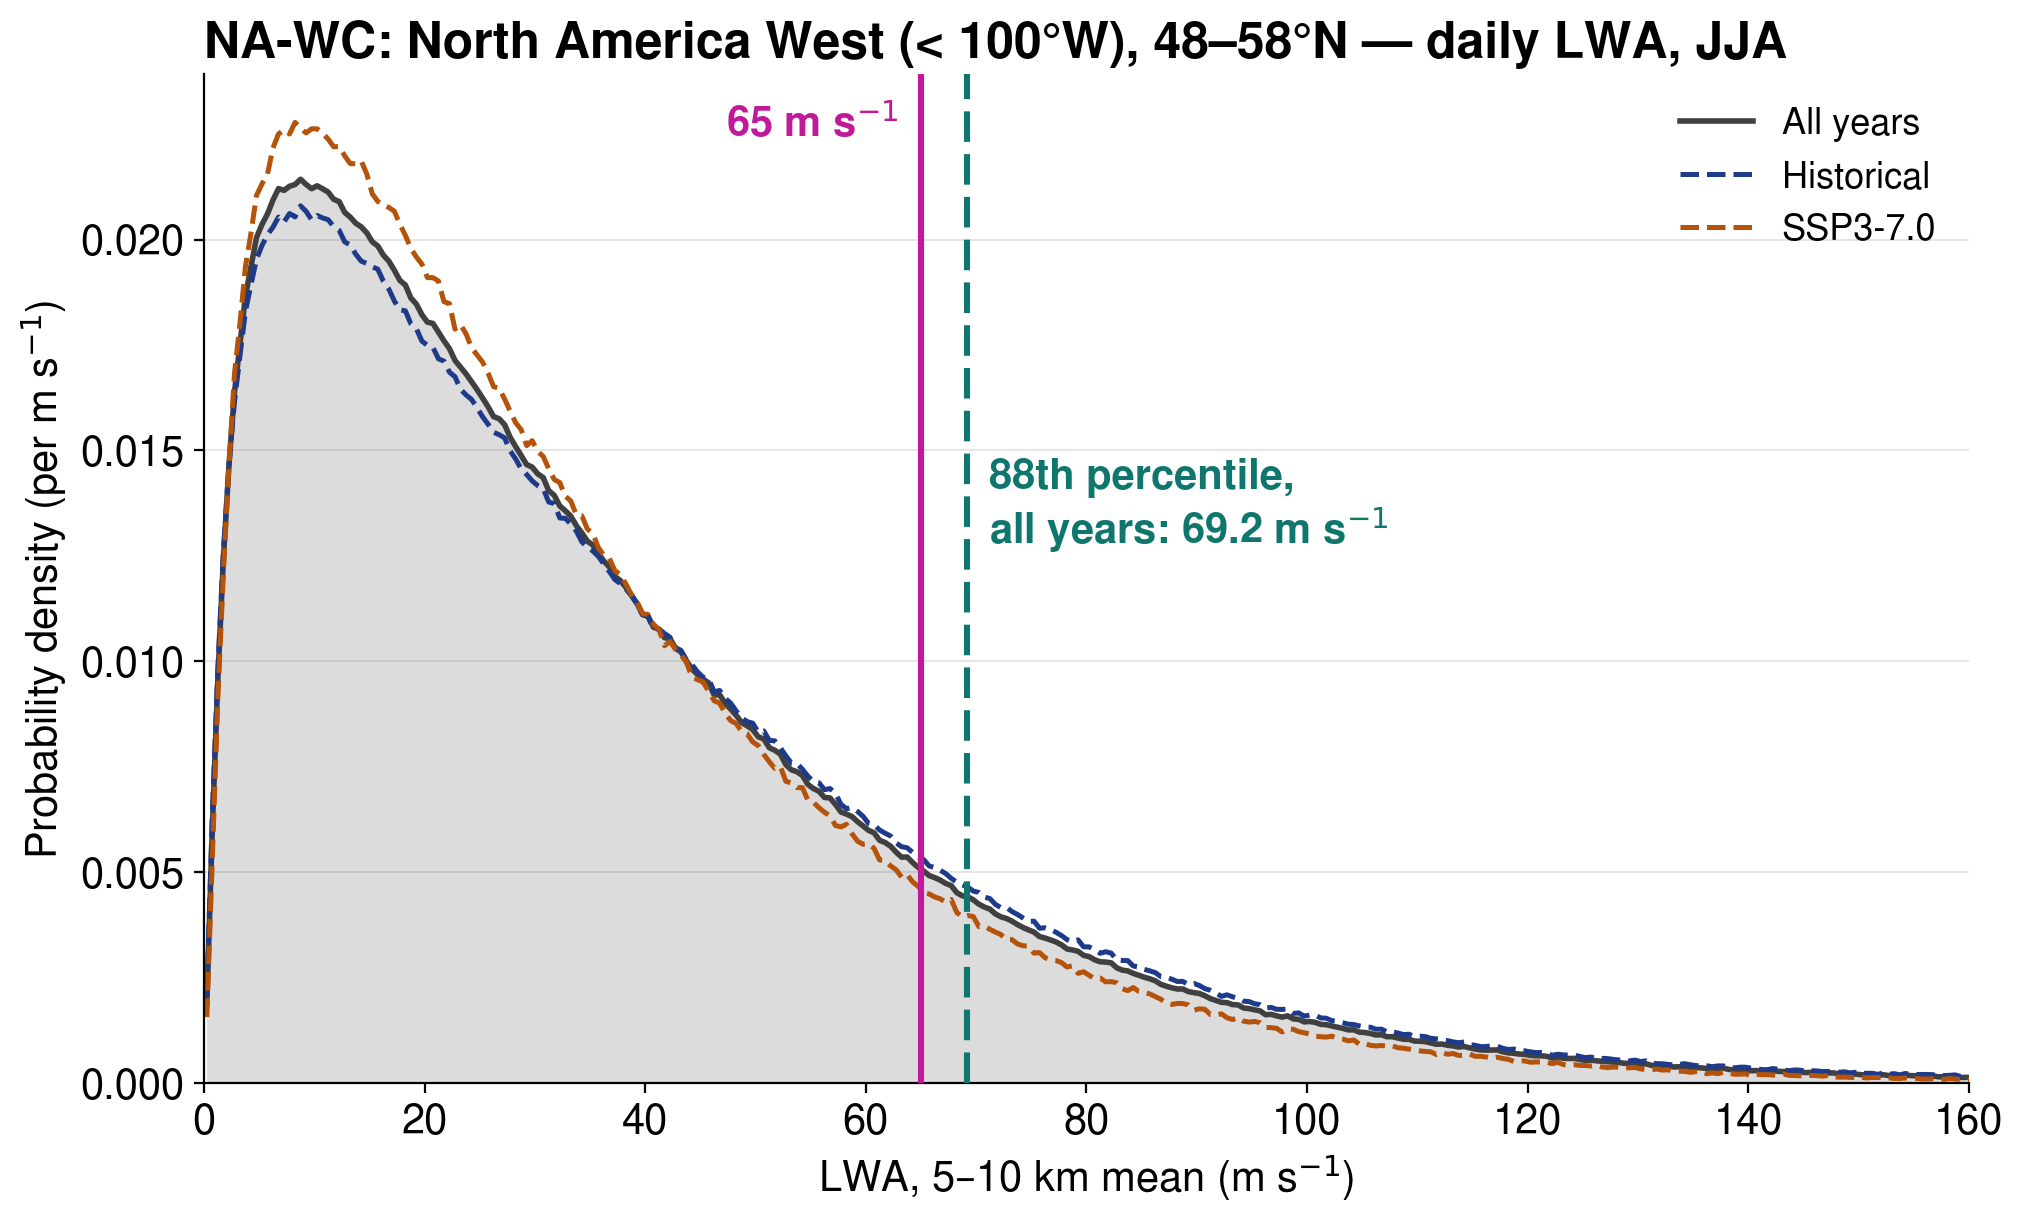 NA-WC: North America West (< 100°W), 48–58°N — daily LWA, JJA
65 m s⁻¹
All years
Historical
SSP3-7.0
88th percentile,
all years: 69.2 m s⁻¹
Probability density (per m s⁻¹)
0.020
0.015
0.010
0.005
0.000
0 20 40 60 80 100 120 140 160
LWA, 5–10 km mean (m s⁻¹)